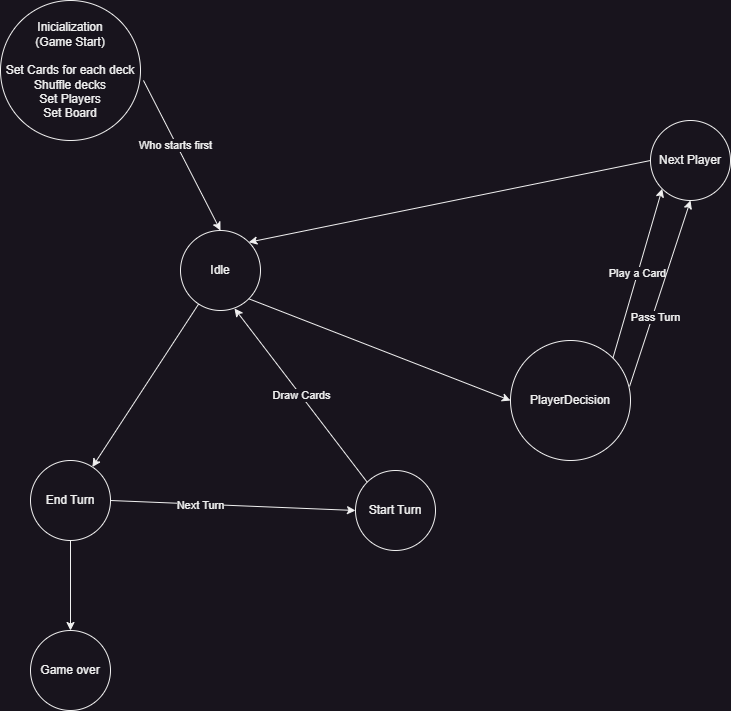 Inicialization
(Game Start)
Set Cards for each deck
Shuffle decks
Set Players
Set Board
Who starts first
Next Player
Idle
Play a Card
Pass Turn
Draw Cards
PlayerDecision
End Turn
Next Turn
Start Turn
Game over